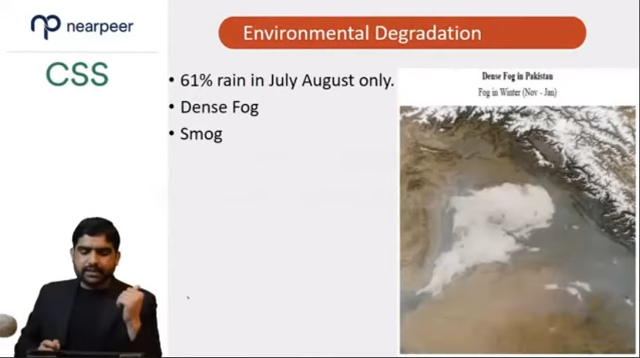 nearpeer
CSS
Environmental Degradation
• 61% rain in July August only.
• Dense Fog
• Smog
Dense Fog in Pakistan
Fog in Winter (Nov - Jan)